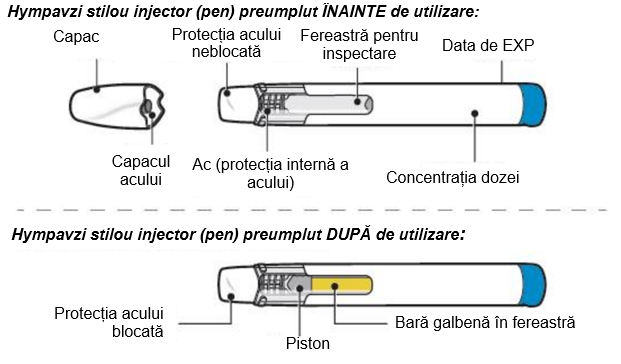 Hympavzi stilou injector (pen) preumplut ÎNAINTE de utilizare:
Capac
Protecția acului
neblocată
Fereastră pentru
inspectare
Data de EXP
Capacul
acului
Ac (protecția internă a
acului)
Concentrația dozei
Hympavzi stilou injector (pen) preumplut DUPĂ de utilizare:
Protecția acului
blocată
Piston
Bară galbenă în fereastră